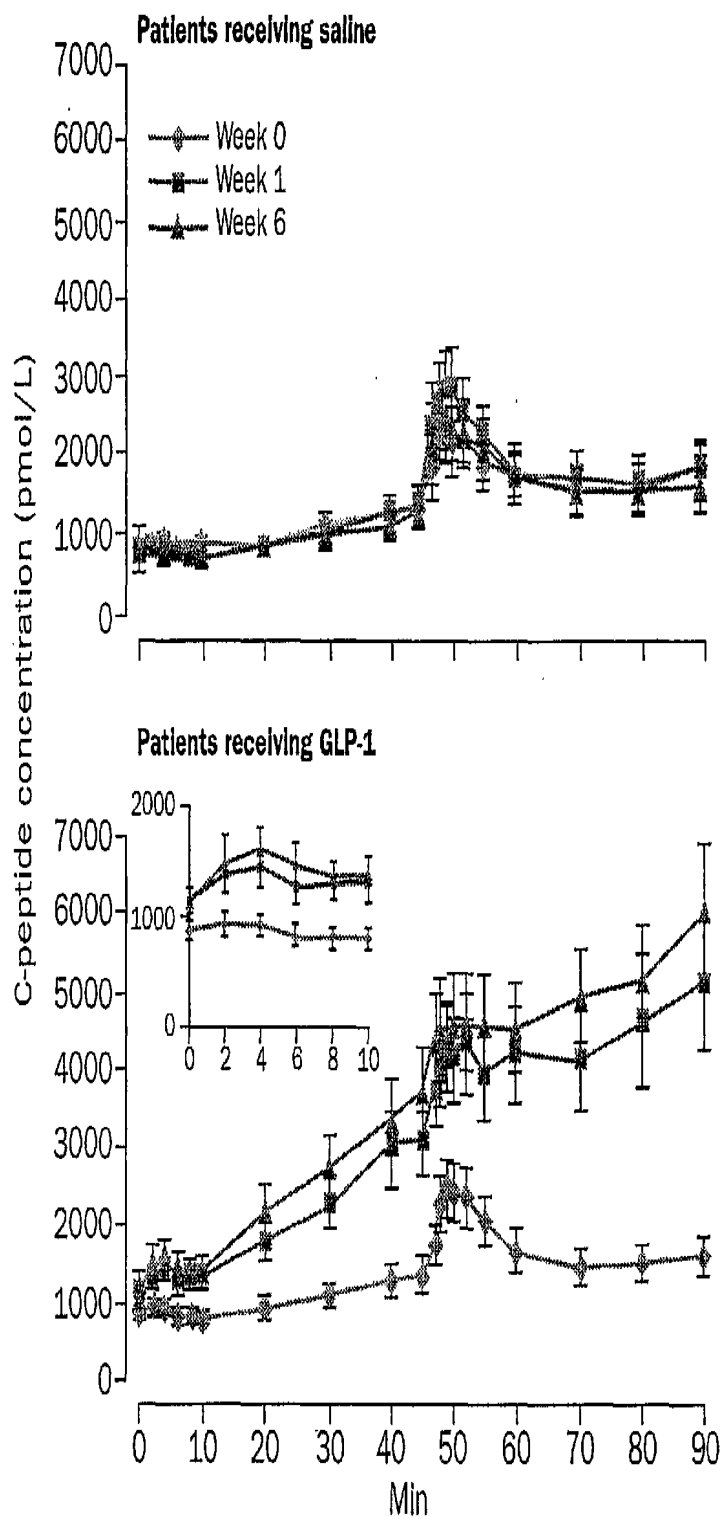 Patients receiving saline
7000
6000
5000
4000
3000
2000
1000
0
Week 0
Week 1
Week 6
C-peptide concentration (pmol/L)
Patients receiving GLP-1
7000
6000
5000
4000
3000
2000
1000
0
2000
1000
0
0 2 4 6 8 10
0 10 20 30 40 50 60 70 80 90
Min